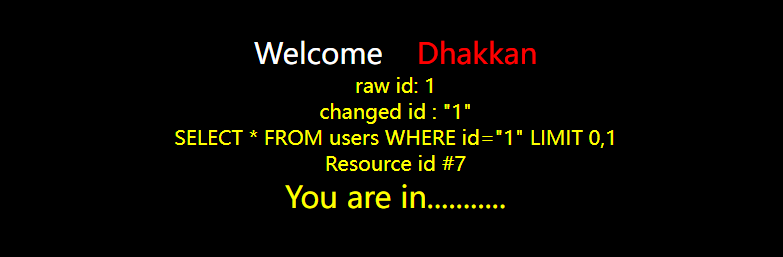 Welcome Dhakkan
raw id: 1
changed id : "1"
SELECT * FROM users WHERE id="1" LIMIT 0,1
Resource id #7
You are in...........